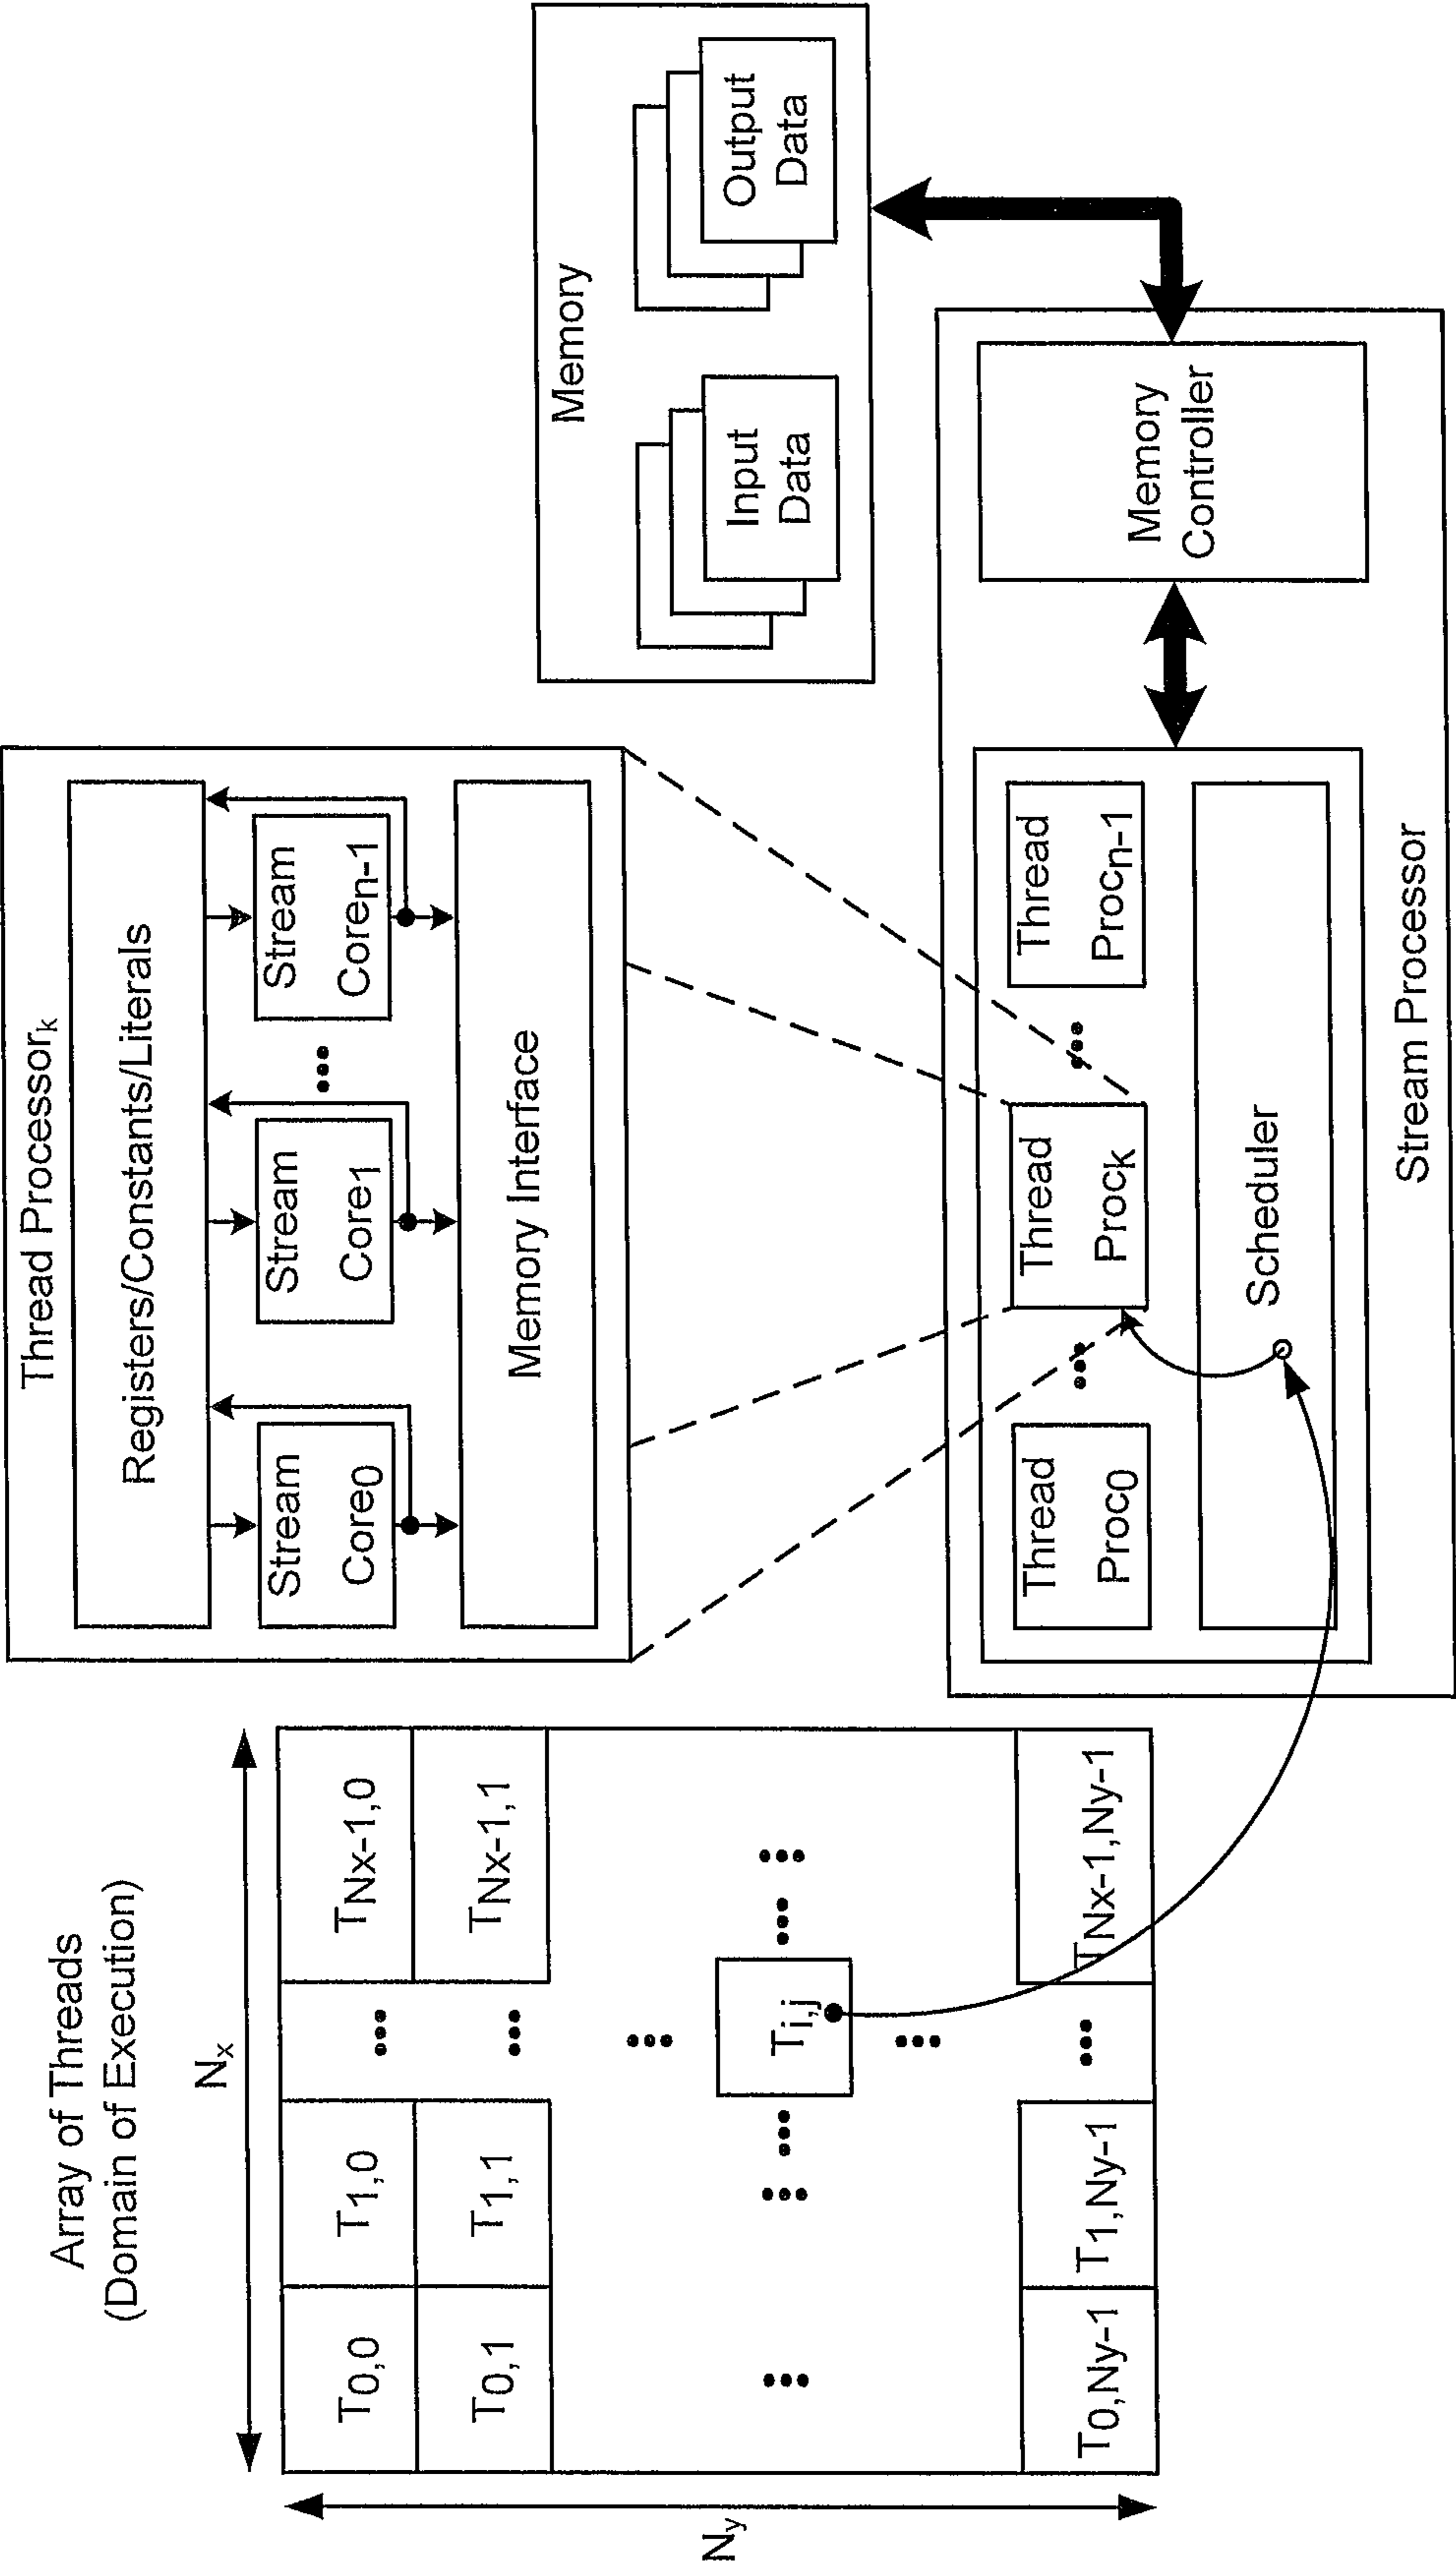 Array of Threads
(Domain of Execution)
Nx
Ny
T0,0
T1,0
TNx-1,0
T0,1
T1,1
TNx-1,1
Ti,j
T0,Ny-1
T1,Ny-1
TNx-1,Ny-1
Thread Processork
Registers/Constants/Literals
Stream
Core0
Stream
Core1
Stream
Coren-1
Memory Interface
Memory
Input
Data
Output
Data
Thread
Proc0
Thread
Prock
Thread
Procn-1
Scheduler
Memory
Controller
Stream Processor